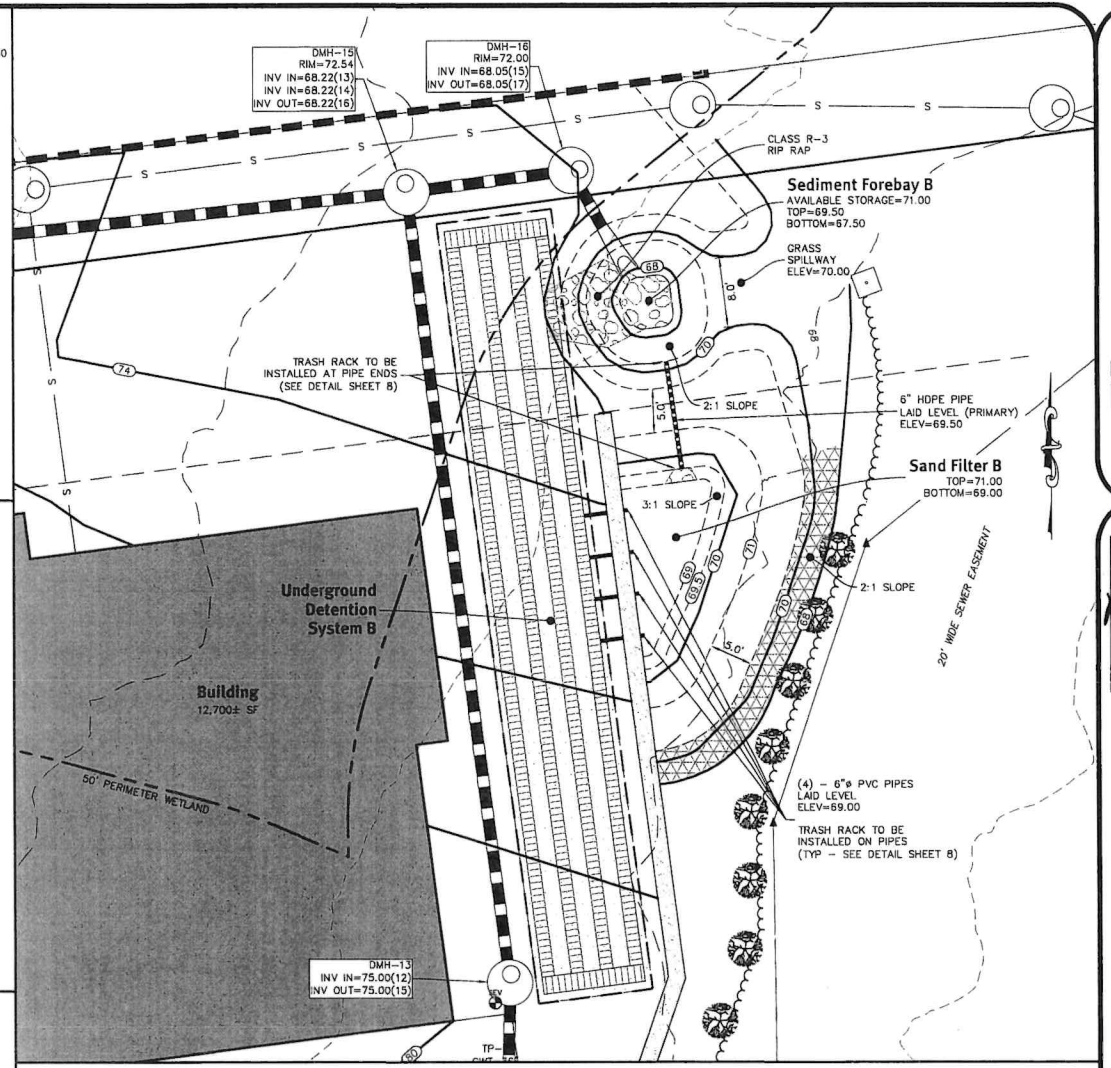 DMH-15
RIM=72.54
INV IN=68.22(13)
INV IN=68.22(14)
INV OUT=68.22(16)
DMH-16
RIM=72.00
INV IN=68.05(15)
INV OUT=68.05(17)
0
S
S
S
S
S
CLASS R-3
RIP RAP
Sediment Forebay B
AVAILABLE STORAGE=71.00
TOP=69.50
BOTTOM=67.50
GRASS
SPILLWAY
ELEV=70.00
68
8.0'
S
68
70
74
TRASH RACK TO BE
INSTALLED AT PIPE ENDS
(SEE DETAIL SHEET 8)
S
5.0'
2:1 SLOPE
6" HDPE PIPE
LAID LEVEL (PRIMARY)
ELEV=69.50
Sand Filter B
TOP=71.00
BOTTOM=69.00
S
3:1 SLOPE
70
71
69
69.5
70
68
2:1 SLOPE
20' WIDE SEWER EASEMENT
Underground
Detention
System B
5.0'
Building
12,700± SF
50' PERIMETER WETLAND
(4) - 6"ø PVC PIPES
LAID LEVEL
ELEV=69.00
TRASH RACK TO BE
INSTALLED ON PIPES
(TYP - SEE DETAIL SHEET 8)
DMH-13
INV IN=75.00(12)
INV OUT=75.00(15)
80
TP-